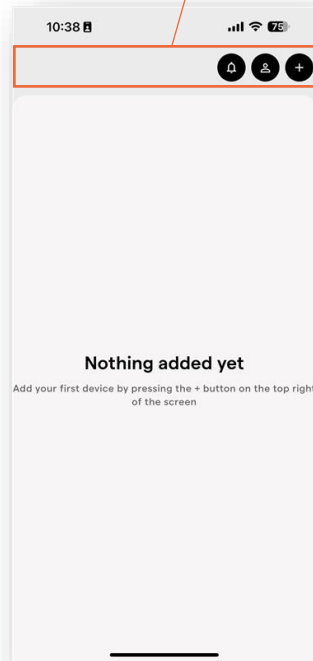 10:38
75
Nothing added yet
Add your first device by pressing the + button on the top right
of the screen